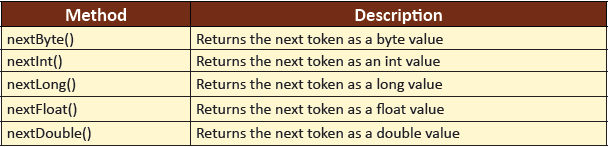 Method Description
nextByte() Returns the next token as a byte value
nextInt() Returns the next token as an int value
nextLong() Returns the next token as a long value
nextFloat() Returns the next token as a float value
nextDouble() Returns the next token as a double value